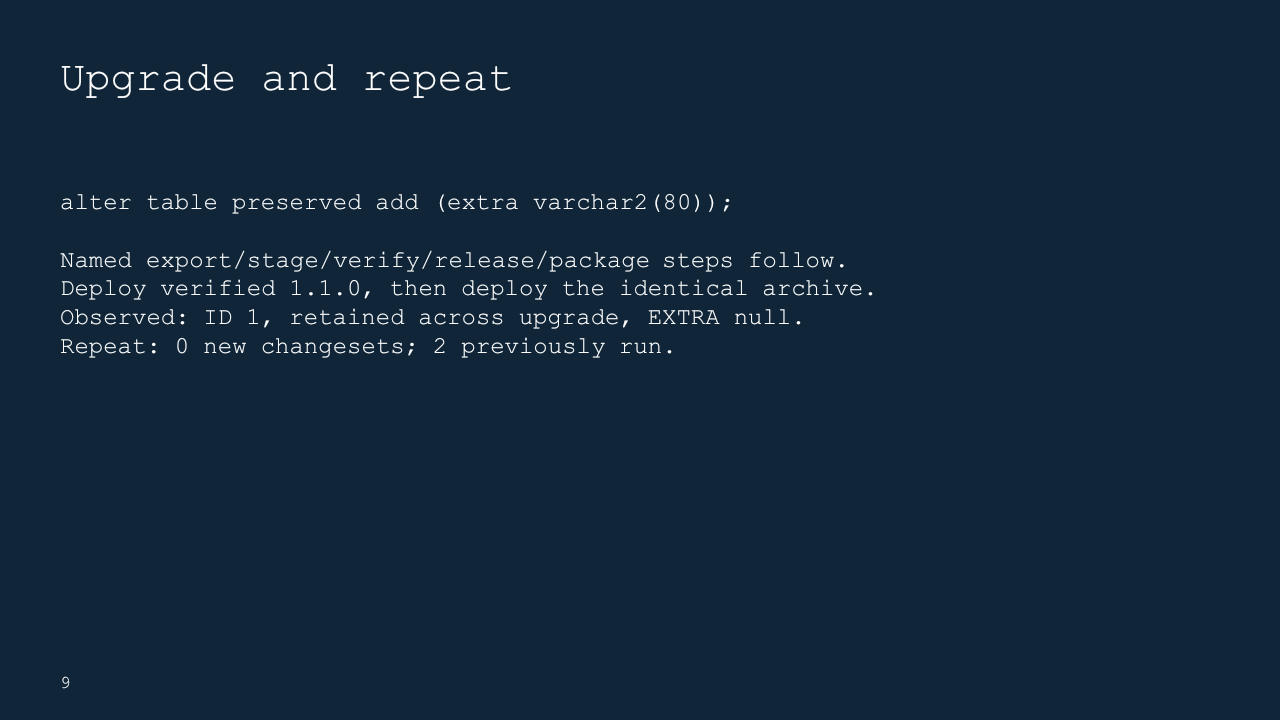 Upgrade and repeat
alter table preserved add (extra varchar2(80));
Named export/stage/verify/release/package steps follow.
Deploy verified 1.1.0, then deploy the identical archive.
Observed: ID 1, retained across upgrade, EXTRA null.
Repeat: 0 new changesets; 2 previously run.
9